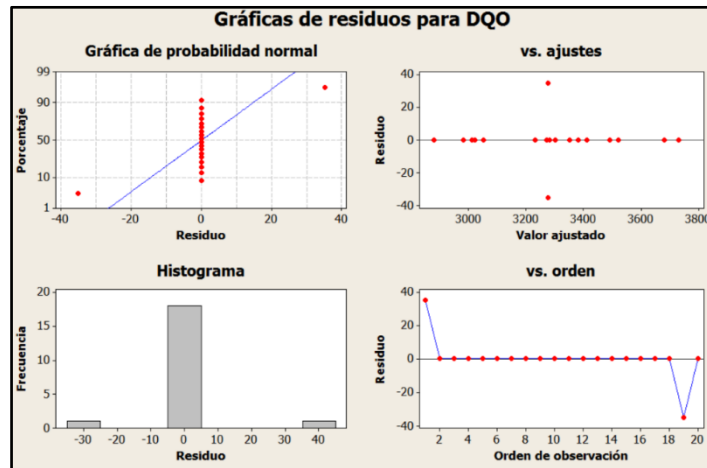 Gráficas de residuos para DQO
Gráfica de probabilidad normal
99
90
50
10
1
Porcentaje
-40 -20 0 20 40
Residuo
vs. ajustes
40
20
0
-20
-40
Residuo
3000 3200 3400 3600 3800
Valor ajustado
Histograma
20
15
10
5
0
Frecuencia
-30 -20 -10 0 10 20 30 40
Residuo
vs. orden
40
20
0
-20
-40
Residuo
2 4 6 8 10 12 14 16 18 20
Orden de observación